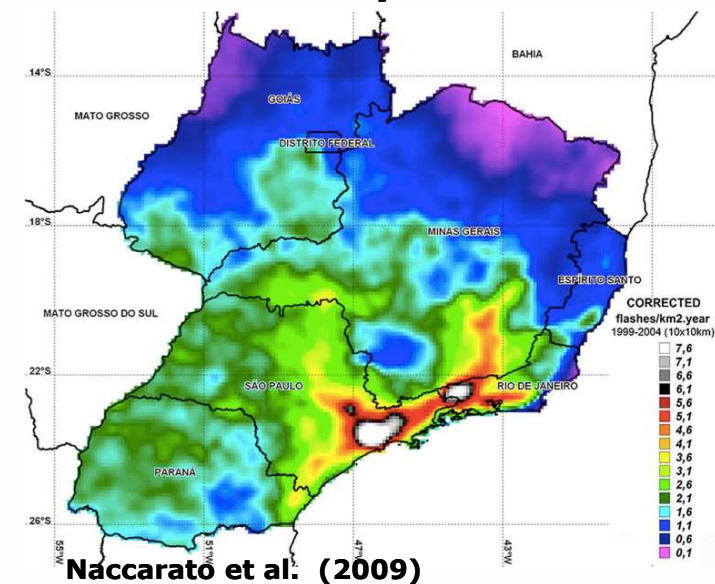 BAHIA
14°S
GOIÁS
MATO GROSSO
DISTRITO FEDERAL
18°S
MINAS GERAIS
ESPÍRITO SANTO
MATO GROSSO DO SUL
CORRECTED
flashes/km2.year
1999-2004 (10x10km)
7,6
7,1
6,6
6,1
5,6
5,1
4,6
4,1
3,6
3,1
2,6
2,1
1,6
1,1
0,6
0,1
22°S
SÃO PAULO
RIO DE JANEIRO
PARANÁ
26°S
55°W
51°W
47°W
43°W
Naccarato et al. (2009)